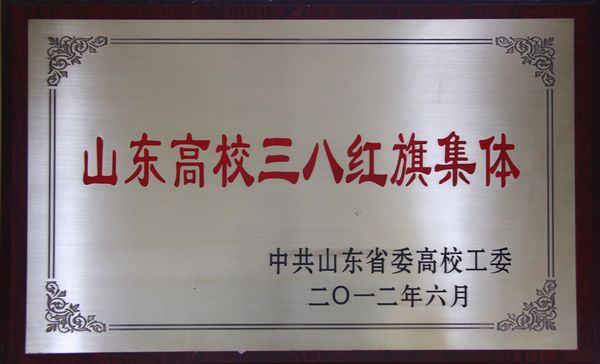 山东高校三八红旗集体
中共山东省委高校工委
二〇一二年六月